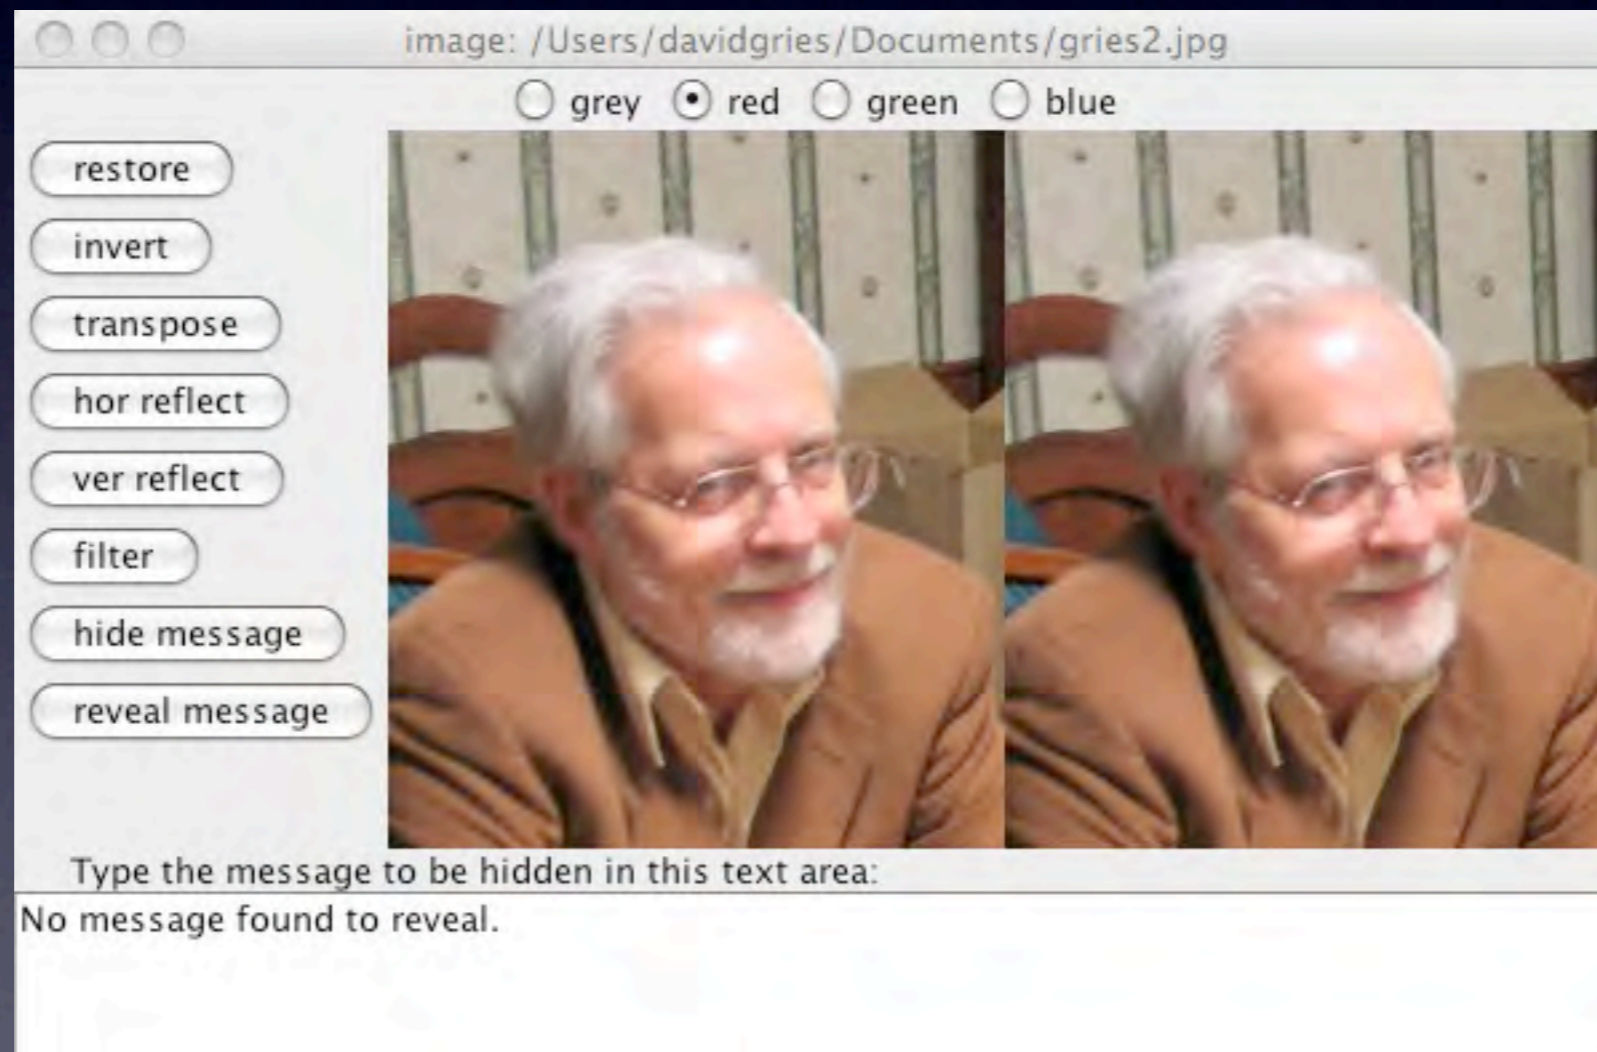 image: /Users/davidgries/Documents/gries2.jpg
grey red green blue
restore
invert
transpose
hor reflect
ver reflect
filter
hide message
reveal message
Type the message to be hidden in this text area:
No message found to reveal.